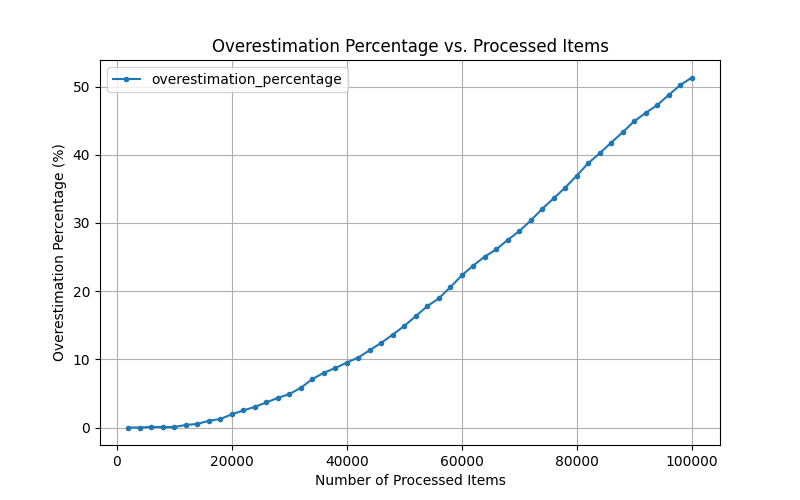 Overestimation Percentage vs. Processed Items
overestimation_percentage
Overestimation Percentage (%)
50
40
30
20
10
0
0 20000 40000 60000 80000 100000
Number of Processed Items